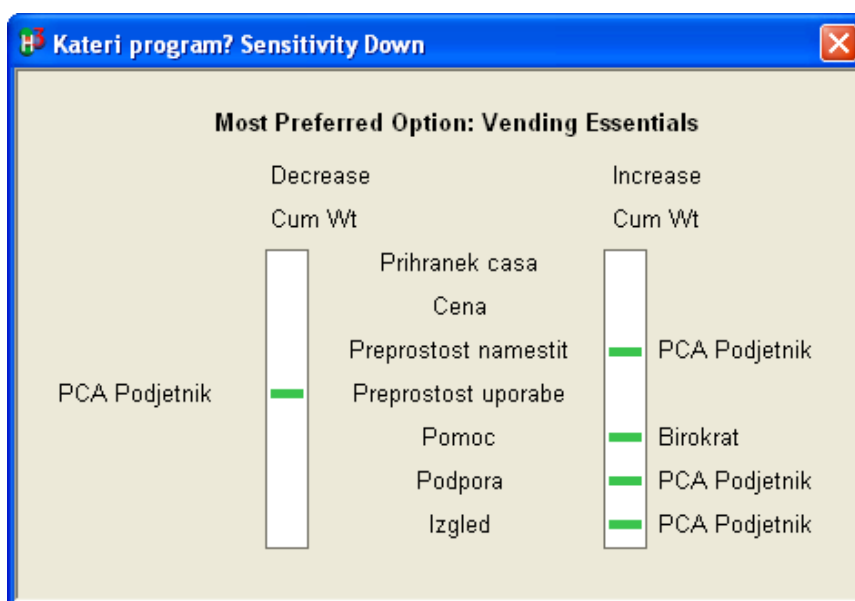 H3 Kateri program? Sensitivity Down
Most Preferred Option: Vending Essentials
Decrease Increase
Cum Wt Cum Wt
Prihranek casa
Cena
Preprostost namestit PCA Podjetnik
PCA Podjetnik Preprostost uporabe
Pomoc Birokrat
Podpora PCA Podjetnik
Izgled PCA Podjetnik